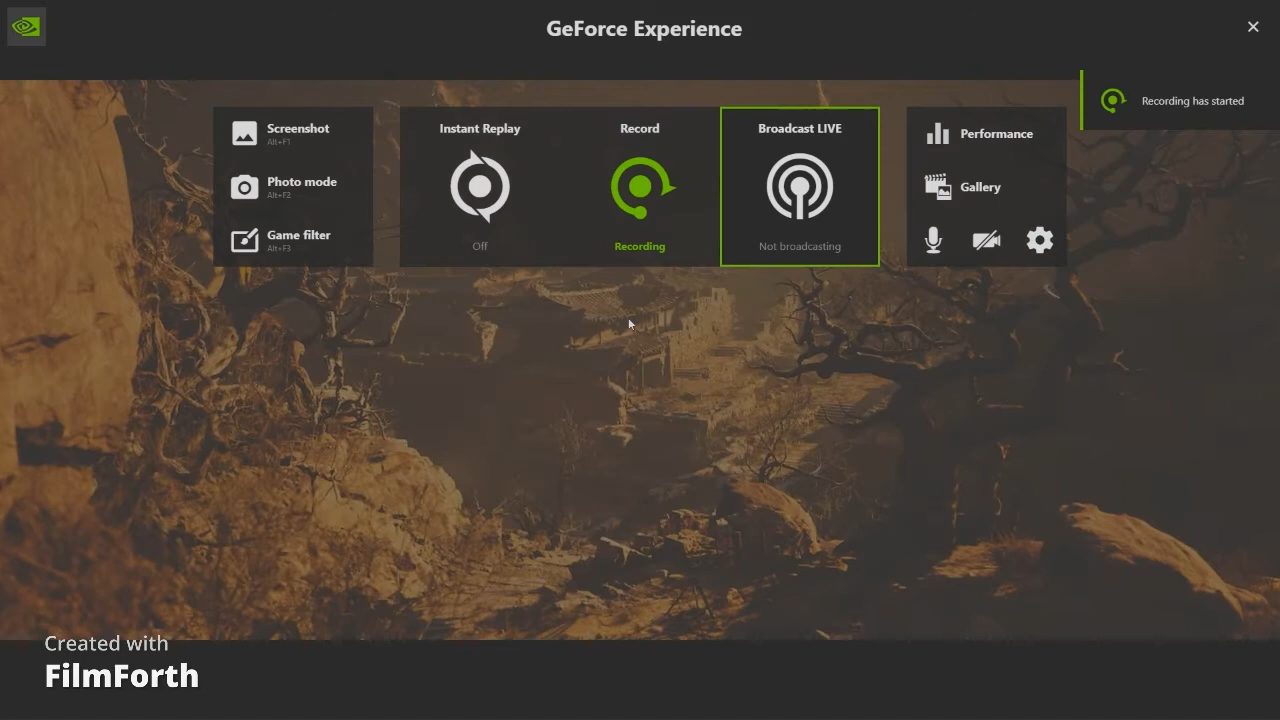 GeForce Experience
Recording has started
Screenshot
Alt+F1
Photo mode
Alt+F2
Game filter
Alt+F3
Instant Replay
Off
Record
Recording
Broadcast LIVE
Not broadcasting
Performance
Gallery
Created with
FilmForth